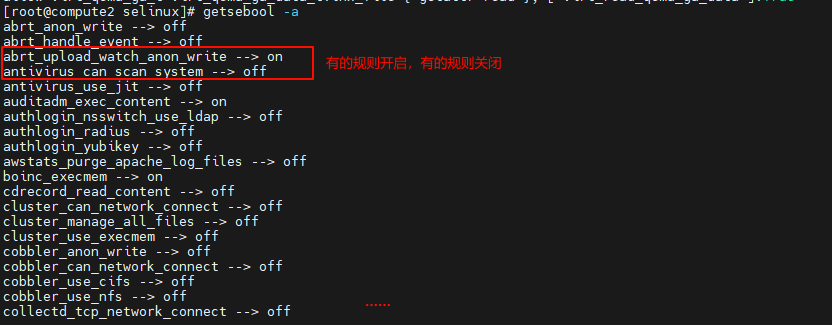 [root@compute2 selinux]# getsebool -a
abrt_anon_write --> off
abrt_handle_event --> off
abrt_upload_watch_anon_write --> on
有的规则开启，有的规则关闭
antivirus_can_scan_system --> off
antivirus_use_jit --> off
auditadm_exec_content --> on
authlogin_nsswitch_use_ldap --> off
authlogin_radius --> off
authlogin_yubikey --> off
awstats_purge_apache_log_files --> off
boinc_execmem --> on
cdrecord_read_content --> off
cluster_can_network_connect --> off
cluster_manage_all_files --> off
cluster_use_execmem --> off
cobbler_anon_write --> off
cobbler_can_network_connect --> off
cobbler_use_cifs --> off
cobbler_use_nfs --> off
......
collectd_tcp_network_connect --> off